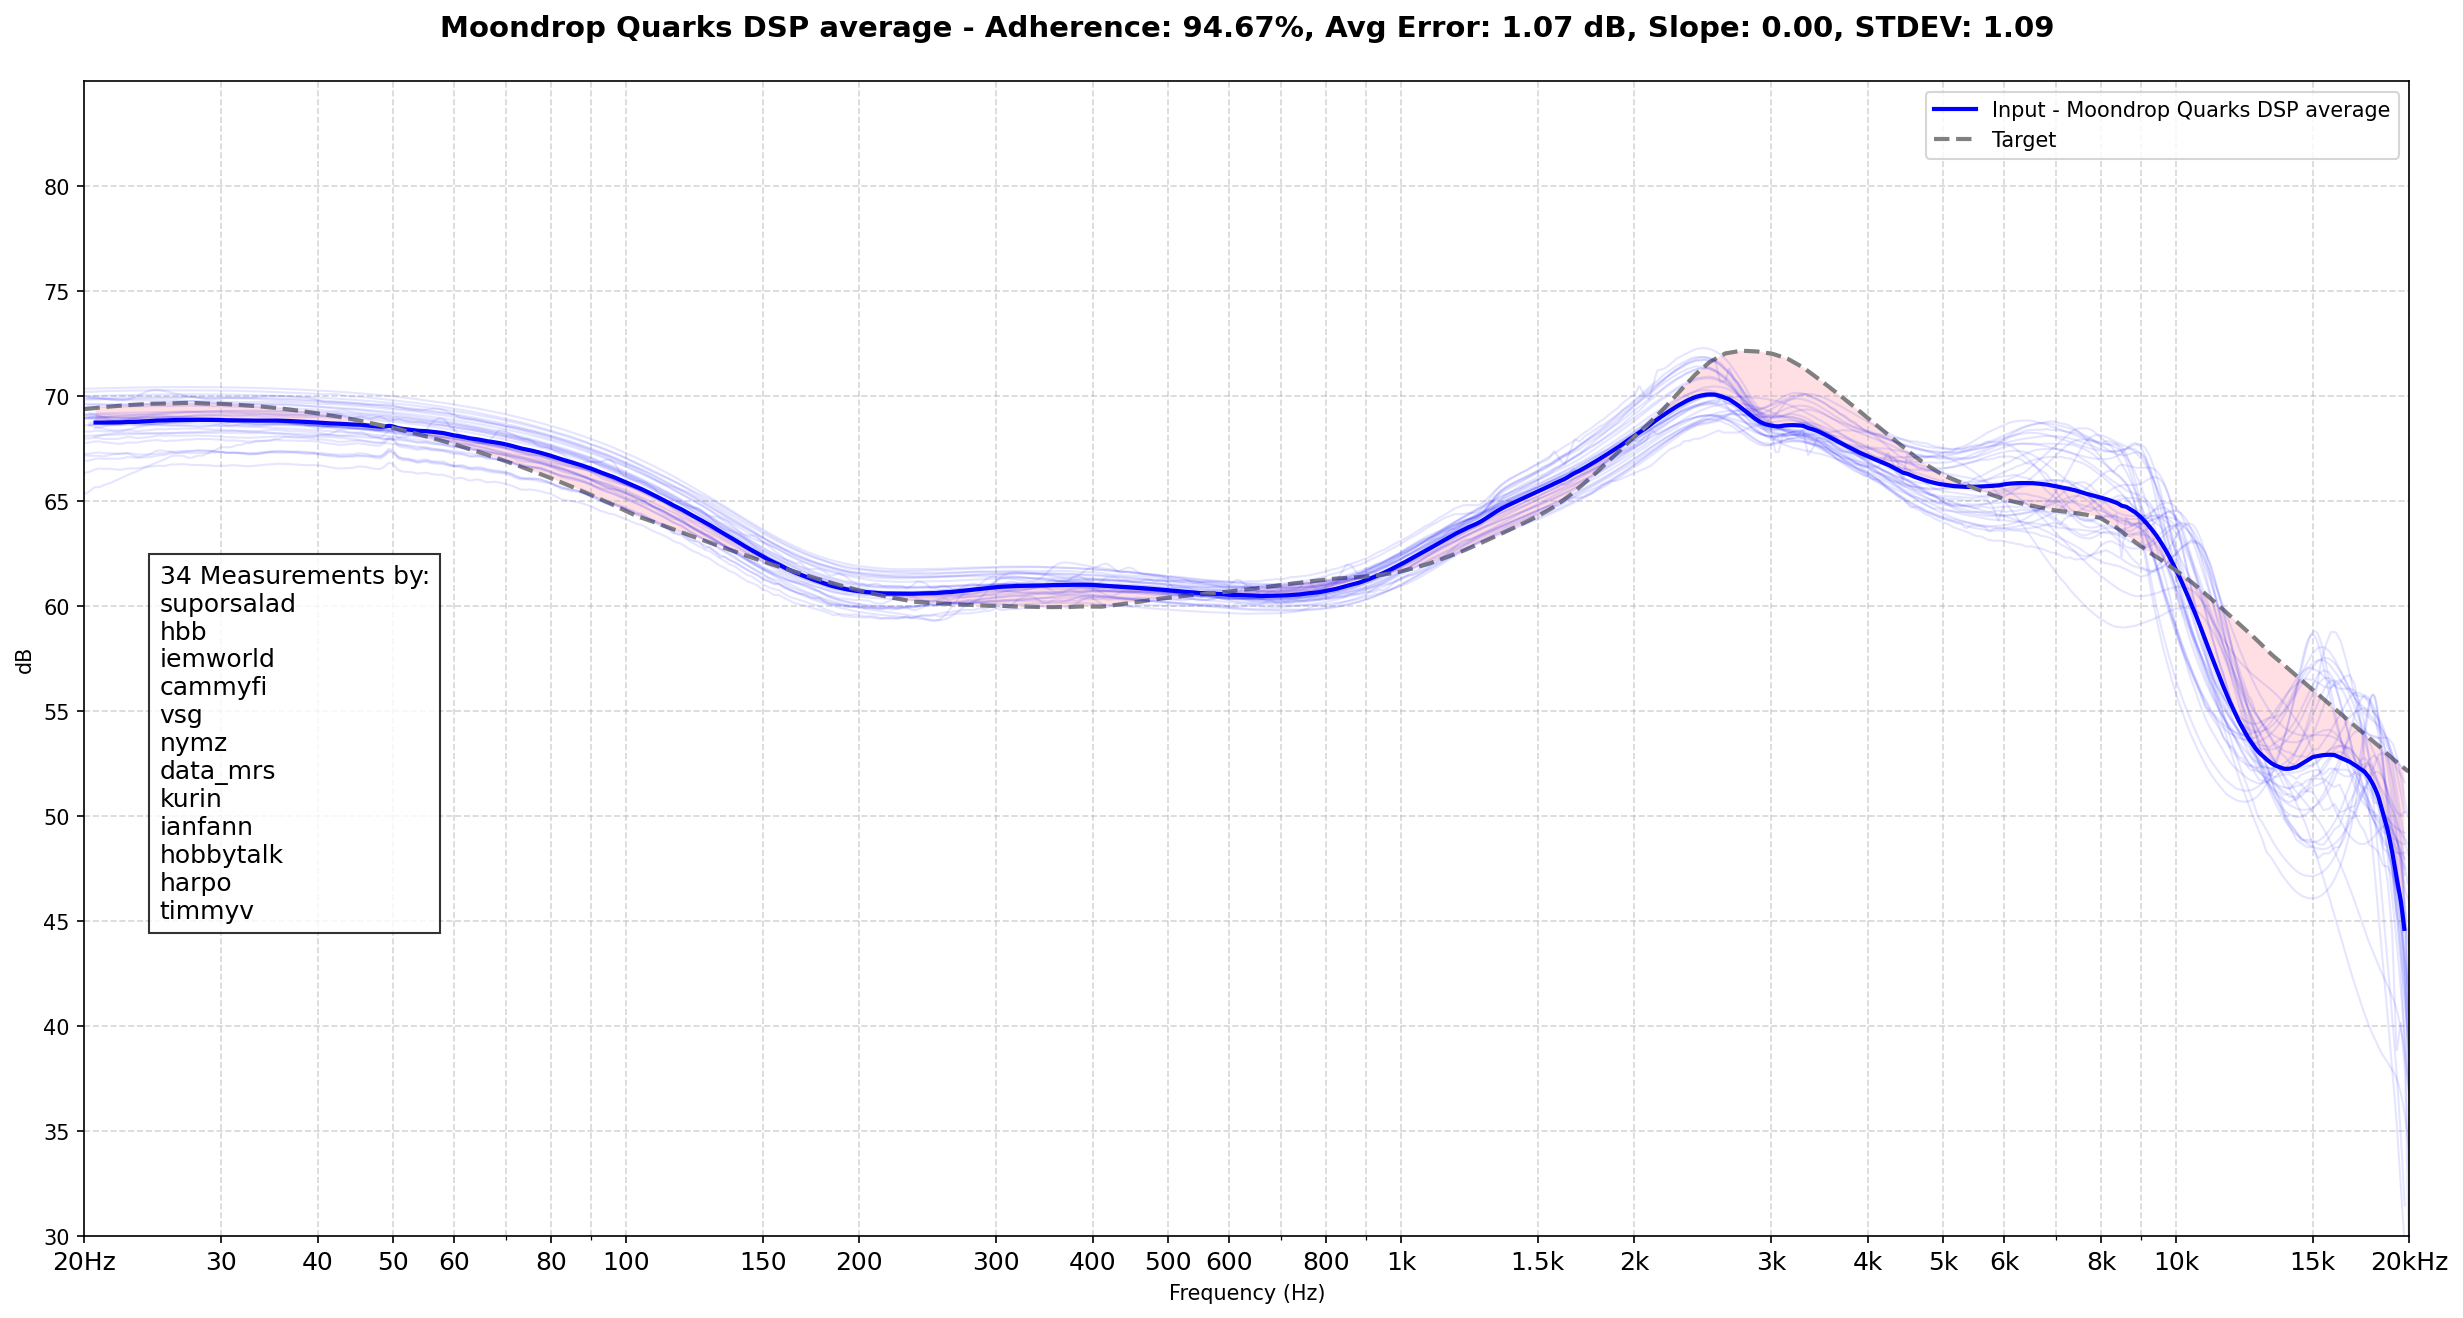 Moondrop Quarks DSP average - Adherence: 94.67%, Avg Error: 1.07 dB, Slope: 0.00, STDEV: 1.09
Input - Moondrop Quarks DSP average
Target
80
75
70
65
60
55
50
45
40
35
30
dB
34 Measurements by:
suporsalad
hbb
iemworld
cammyfi
vsg
nymz
data_mrs
kurin
ianfann
hobbytalk
harpo
timmyv
20Hz 30 40 50 60 80 100 150 200 300 400 500 600 800 1k 1.5k 2k 3k 4k 5k 6k 8k 10k 15k 20kHz
Frequency (Hz)